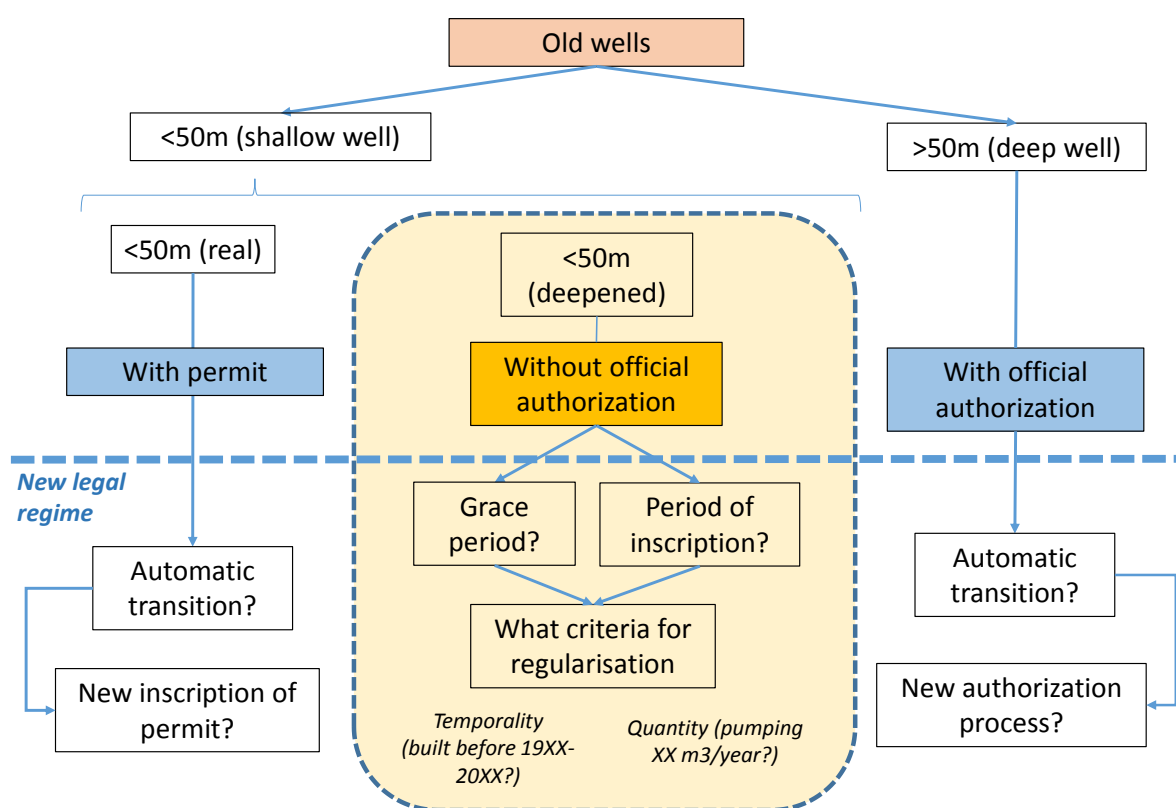 Old wells
<50m (shallow well)
>50m (deep well)
<50m (real)
<50m
(deepened)
With permit
Without official
authorization
With official
authorization
New legal
regime
Grace
period?
Period of
inscription?
Automatic
transition?
Automatic
transition?
What criteria for
regularisation
New inscription of
permit?
New authorization
process?
Temporality
(built before 19XX-
20XX?)
Quantity (pumping
XX m3/year?)